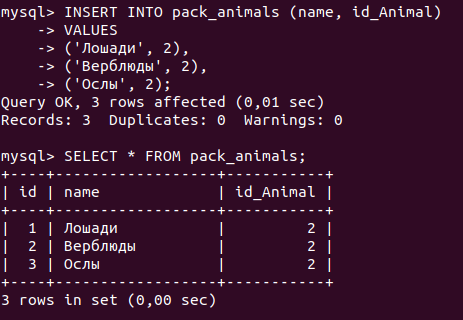 mysql> INSERT INTO pack_animals (name, id_Animal)
    -> VALUES
    -> ('Лошади', 2),
    -> ('Верблюды', 2),
    -> ('Ослы', 2);
Query OK, 3 rows affected (0,01 sec)
Records: 3  Duplicates: 0  Warnings: 0

mysql> SELECT * FROM pack_animals;
+----+------------------+-----------+
| id | name             | id_Animal |
+----+------------------+-----------+
|  1 | Лошади           |         2 |
|  2 | Верблюды         |         2 |
|  3 | Ослы             |         2 |
+----+------------------+-----------+
3 rows in set (0,00 sec)